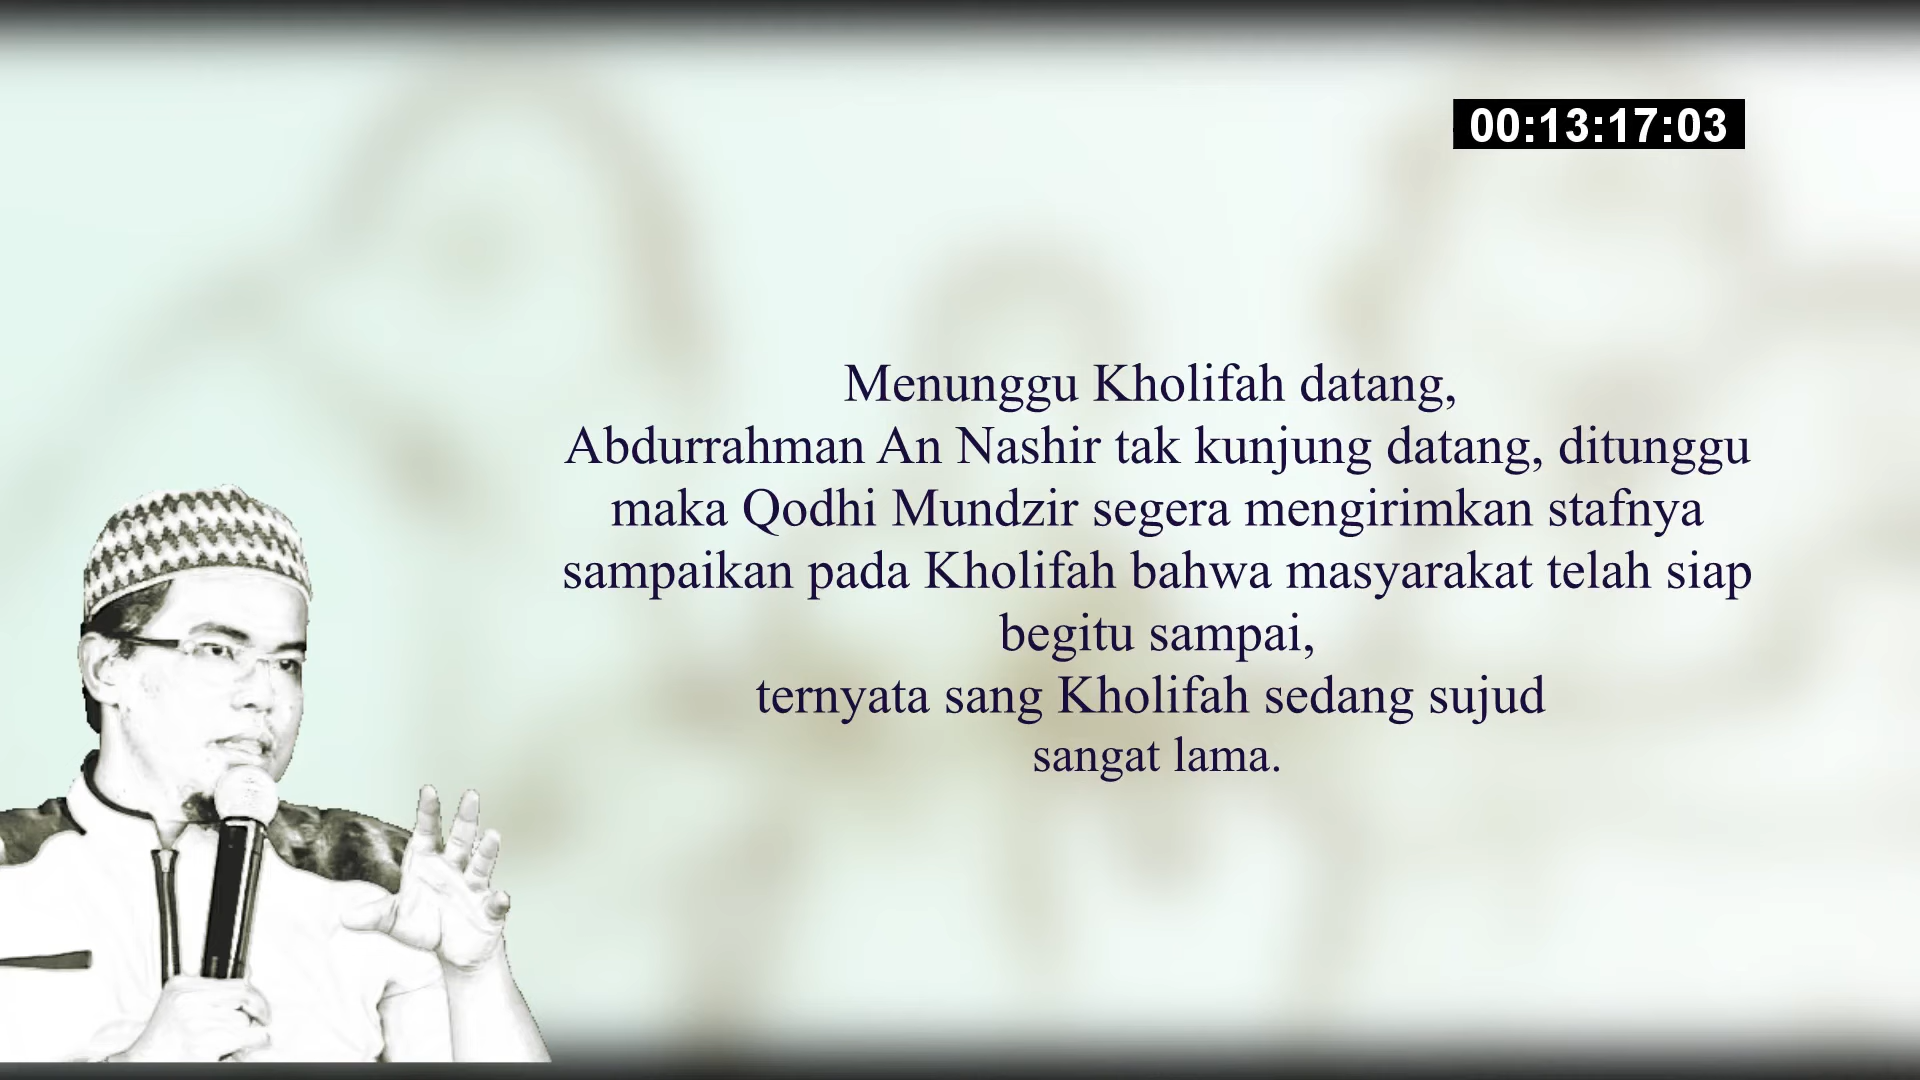 00:13:17:03
Menunggu Kholifah datang,
Abdurrahman An Nashir tak kunjung datang, ditunggu
maka Qodhi Mundzir segera mengirimkan stafnya
sampaikan pada Kholifah bahwa masyarakat telah siap
begitu sampai,
ternyata sang Kholifah sedang sujud
sangat lama.